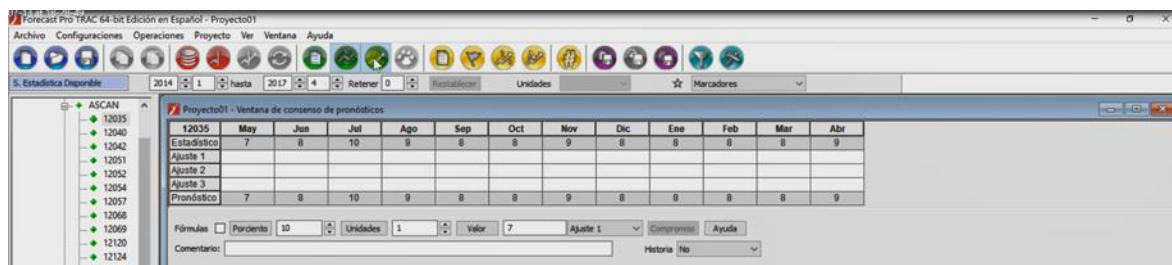 Forecast Pro TRAC 64-bit Edición en Español - Proyecto01
Archivo Configuraciones Operaciones Proyecto Ver Ventana Ayuda
S. Estadística Disponible 2014 1 hasta 2017 4 Retener 0 Restablecer Unidades Marcadores
ASCAN
12035
12040
12042
12051
12052
12054
12057
12068
12069
12120
12124
Proyecto01 - Ventana de consenso de pronósticos
12035 May Jun Jul Ago Sep Oct Nov Dic Ene Feb Mar Abr
Estadístico 7 8 10 9 8 8 9 8 8 8 8 9
Ajuste 1
Ajuste 2
Ajuste 3
Pronóstico 7 8 10 9 8 8 9 8 8 8 8 9
Fórmulas Porciento 10 Unidades 1 Valor 7 Ajuste 1 Compromiso Ayuda
Comentario: Historia No